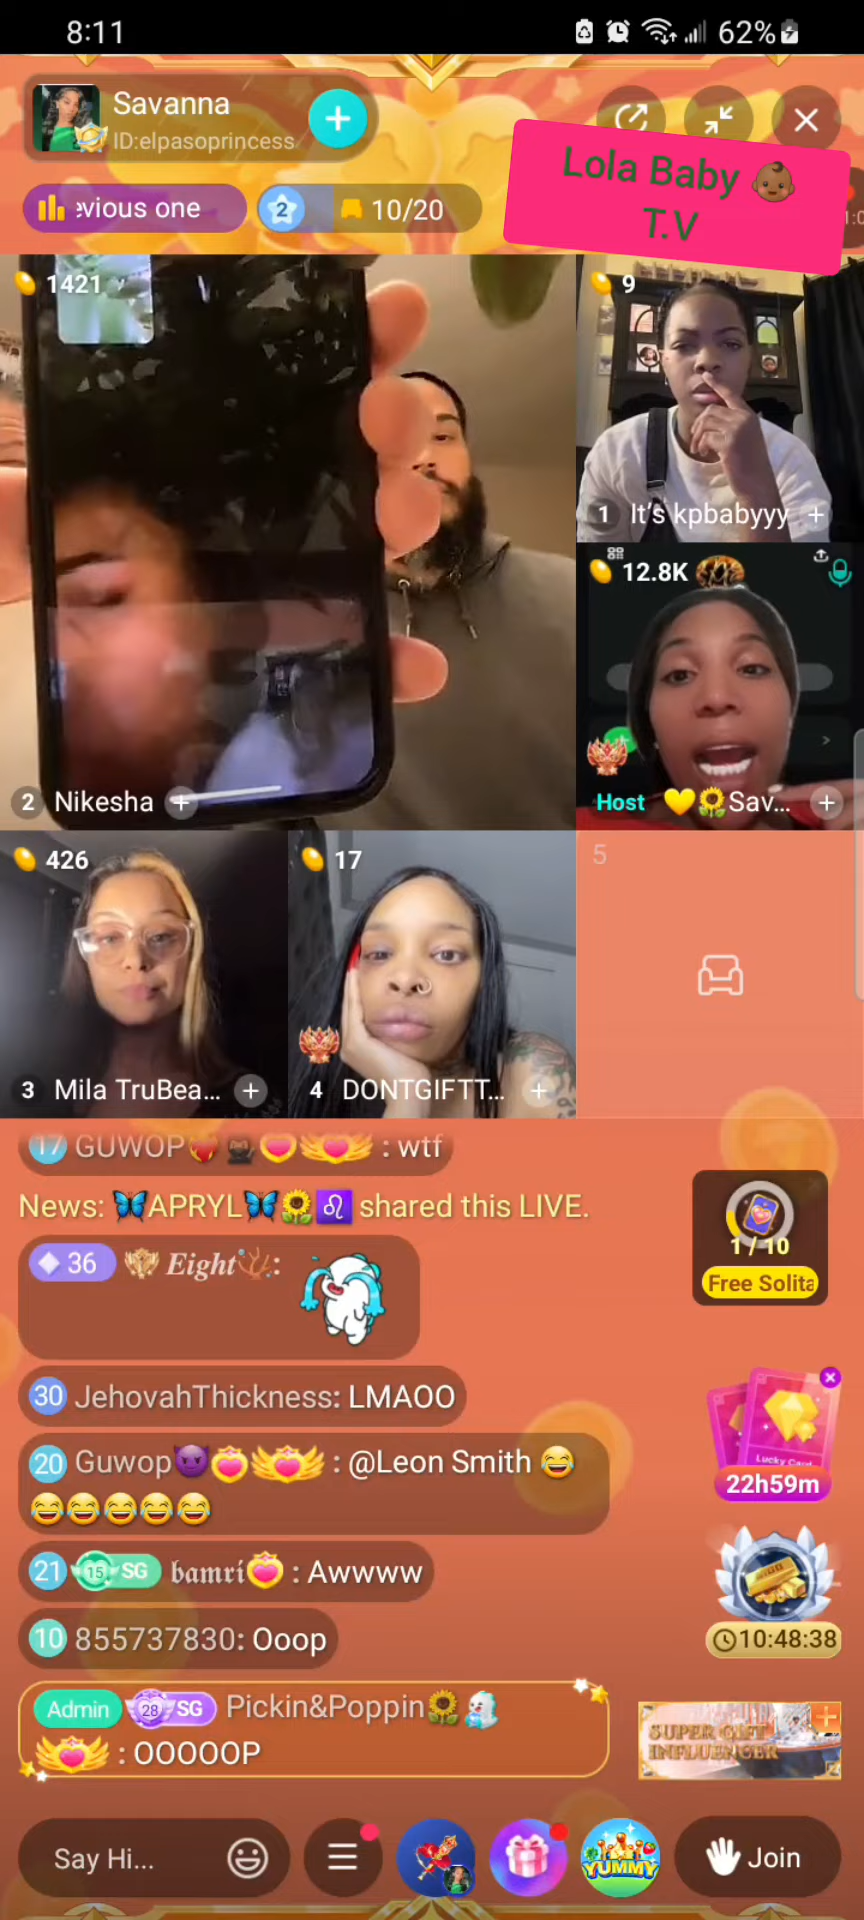 8:11
62%
Savanna
ID:elpasoprincess
evious one
2
10/20
Lola Baby 👶🏾
T.V
1421
9
1 It's kpbabyyy +
12.8K
2 Nikesha +
Host 💛🌻Sav... +
426
17
5
3 Mila TruBea... +
4 DONTGIFTT... +
17 GUWOP : wtf
News: 🦋APRYL🦋🌻♌ shared this LIVE.
36 𝑬𝒊𝒈𝒉𝒕:
1 / 10
Free Solita
30 JehovahThickness: LMAOO
20 Guwop😈 : @Leon Smith 😂
😂😂😂😂😂
Lucky Card
22h59m
21 15 SG 𝖇𝖆𝖒𝖗𝖎 : Awwww
10 855737830: Ooop
10:48:38
Admin 28 SG Pickin&Poppin🌻
: OOOOOP
SUPER GIFT
INFLUENCER
Say Hi...
YUMMY
Join